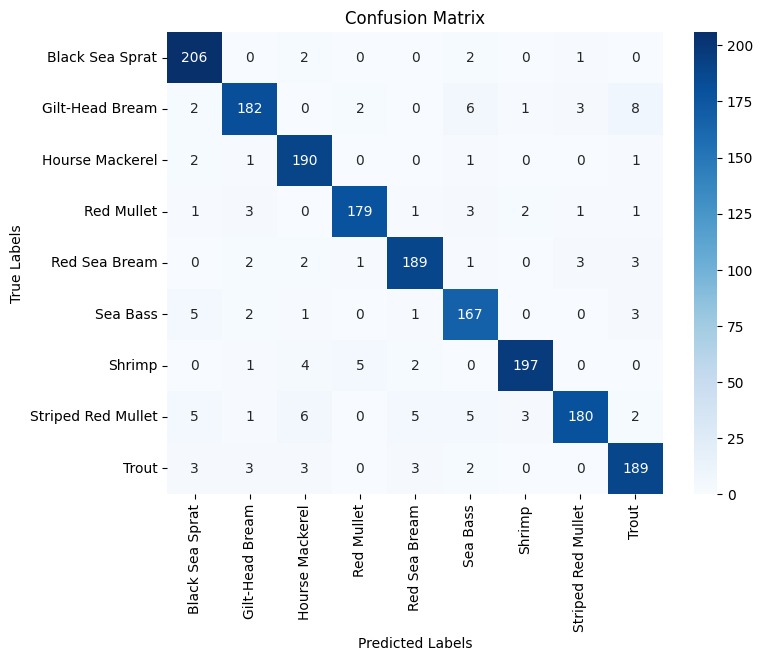 Confusion Matrix
True Labels
Black Sea Sprat 206 0 2 0 0 2 1 0
Gilt-Head Bream 2 182 0 2 0 6 1 3 8
Hourse Mackerel 2 1 190 0 0 1 0 0 1
Red Mullet 1 3 0 179 1 3 2 1 1
Red Sea Bream 0 2 2 1 189 1 0 3 3
Sea Bass 5 2 1 0 1 167 0 0 3
Shrimp 0 1 4 5 2 0 197 0 0
Striped Red Mullet 5 1 6 0 5 5 3 180 2
Trout 3 3 3 0 3 2 0 0 189
Black Sea Sprat
Gilt-Head Bream
Hourse Mackerel
Red Mullet
Red Sea Bream
Sea Bass
Shrimp
Striped Red Mullet
Trout
Predicted Labels
200
175
150
125
100
75
50
25
0